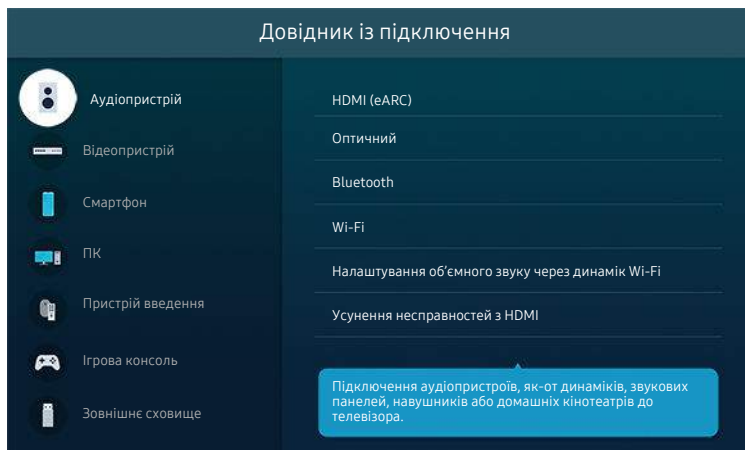 Довідник із підключення
Аудіопристрій
Відеопристрій
Смартфон
ПК
Пристрій введення
Ігрова консоль
Зовнішнє сховище
HDMI (eARC)
Оптичний
Bluetooth
Wi-Fi
Налаштування об’ємного звуку через динамік Wi-Fi
Усунення несправностей з HDMI
Підключення аудіопристроїв, як-от динаміків, звукових
панелей, навушників або домашніх кінотеатрів до
телевізора.